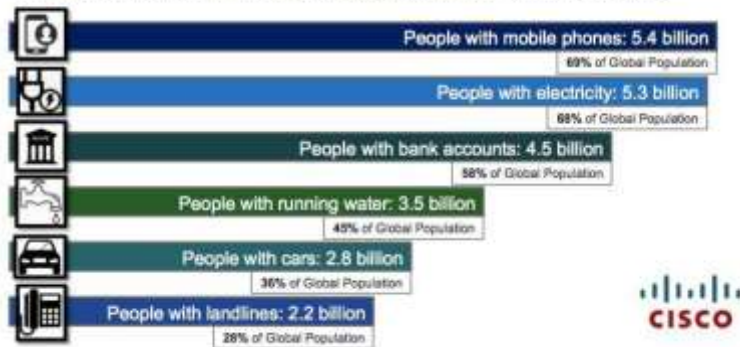 People with mobile phones: 5.4 billion
69% of Global Population
People with electricity: 5.3 billion
68% of Global Population
People with bank accounts: 4.5 billion
58% of Global Population
People with running water: 3.5 billion
45% of Global Population
People with cars: 2.8 billion
36% of Global Population
People with landlines: 2.2 billion
28% of Global Population
CISCO